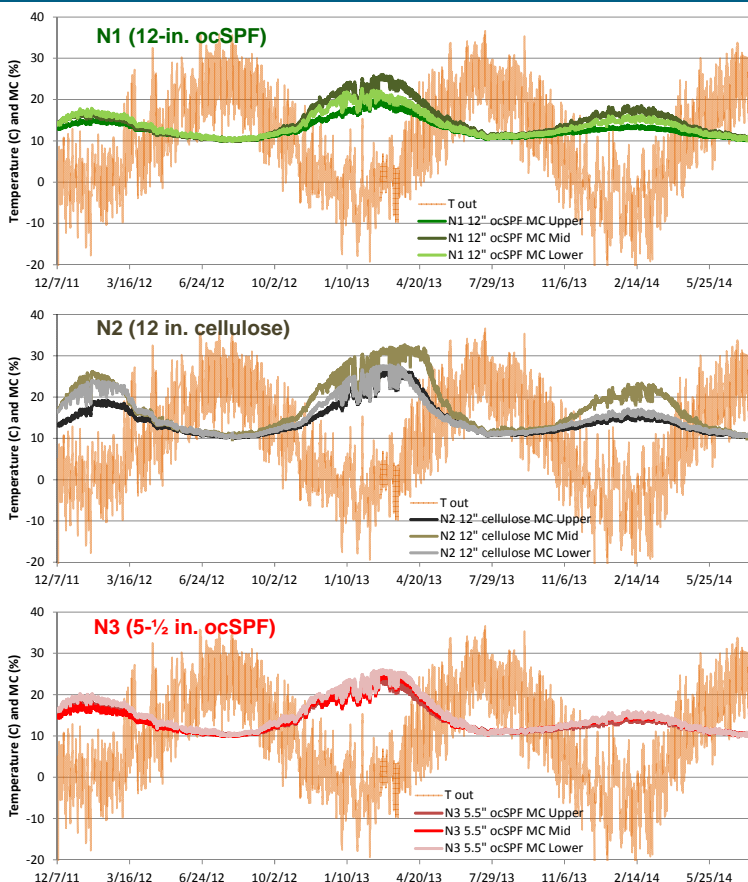 N1 (12-in. ocSPF)
Temperature (C) and MC (%)
40
30
20
10
0
-10
-20
T out
N1 12" ocSPF MC Upper
N1 12" ocSPF MC Mid
N1 12" ocSPF MC Lower
12/7/11 3/16/12 6/24/12 10/2/12 1/10/13 4/20/13 7/29/13 11/6/13 2/14/14 5/25/14
N2 (12 in. cellulose)
Temperature (C) and MC (%)
40
30
20
10
0
-10
-20
T out
N2 12" cellulose MC Upper
N2 12" cellulose MC Mid
N2 12" cellulose MC Lower
12/7/11 3/16/12 6/24/12 10/2/12 1/10/13 4/20/13 7/29/13 11/6/13 2/14/14 5/25/14
N3 (5-½ in. ocSPF)
Temperature (C) and MC (%)
40
30
20
10
0
-10
-20
T out
N3 5.5" ocSPF MC Upper
N3 5.5" ocSPF MC Mid
N3 5.5" ocSPF MC Lower
12/7/11 3/16/12 6/24/12 10/2/12 1/10/13 4/20/13 7/29/13 11/6/13 2/14/14 5/25/14